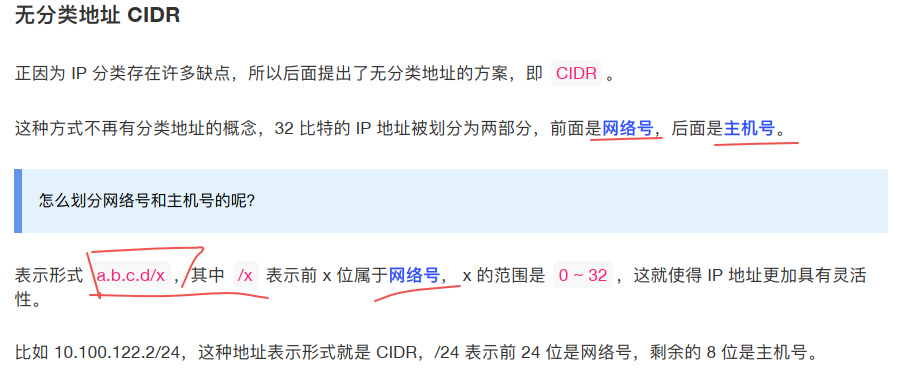 无分类地址 CIDR
正因为 IP 分类存在许多缺点，所以后面提出了无分类地址的方案，即 CIDR 。
这种方式不再有分类地址的概念，32 比特的 IP 地址被划分为两部分，前面是网络号，后面是主机号。
怎么划分网络号和主机号的呢？
表示形式 a.b.c.d/x ，其中 /x 表示前 x 位属于网络号， x 的范围是 0 ~ 32 ，这就使得 IP 地址更加具有灵活
性。
比如 10.100.122.2/24，这种地址表示形式就是 CIDR，/24 表示前 24 位是网络号，剩余的 8 位是主机号。